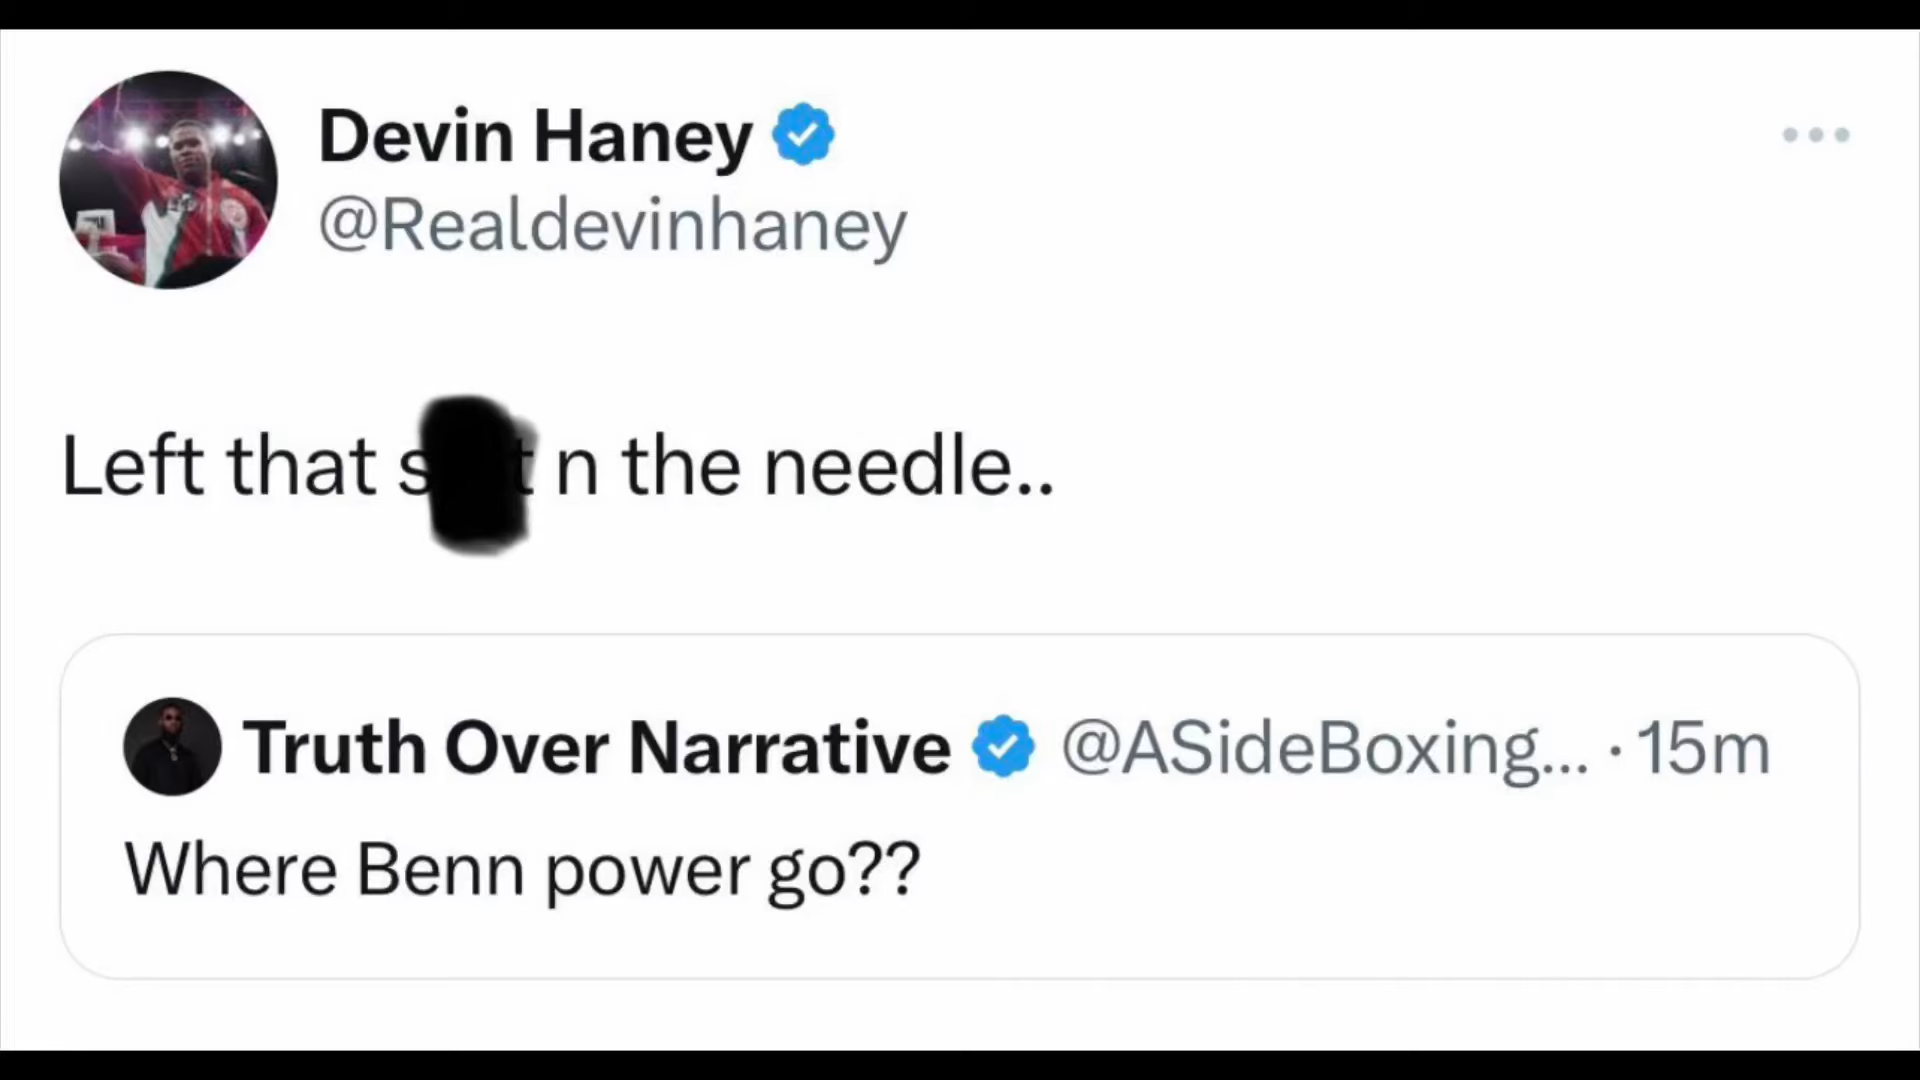 Devin Haney
@Realdevinhaney
Left that n the needle..
Truth Over Narrative @ASideBoxing... · 15m
Where Benn power go??